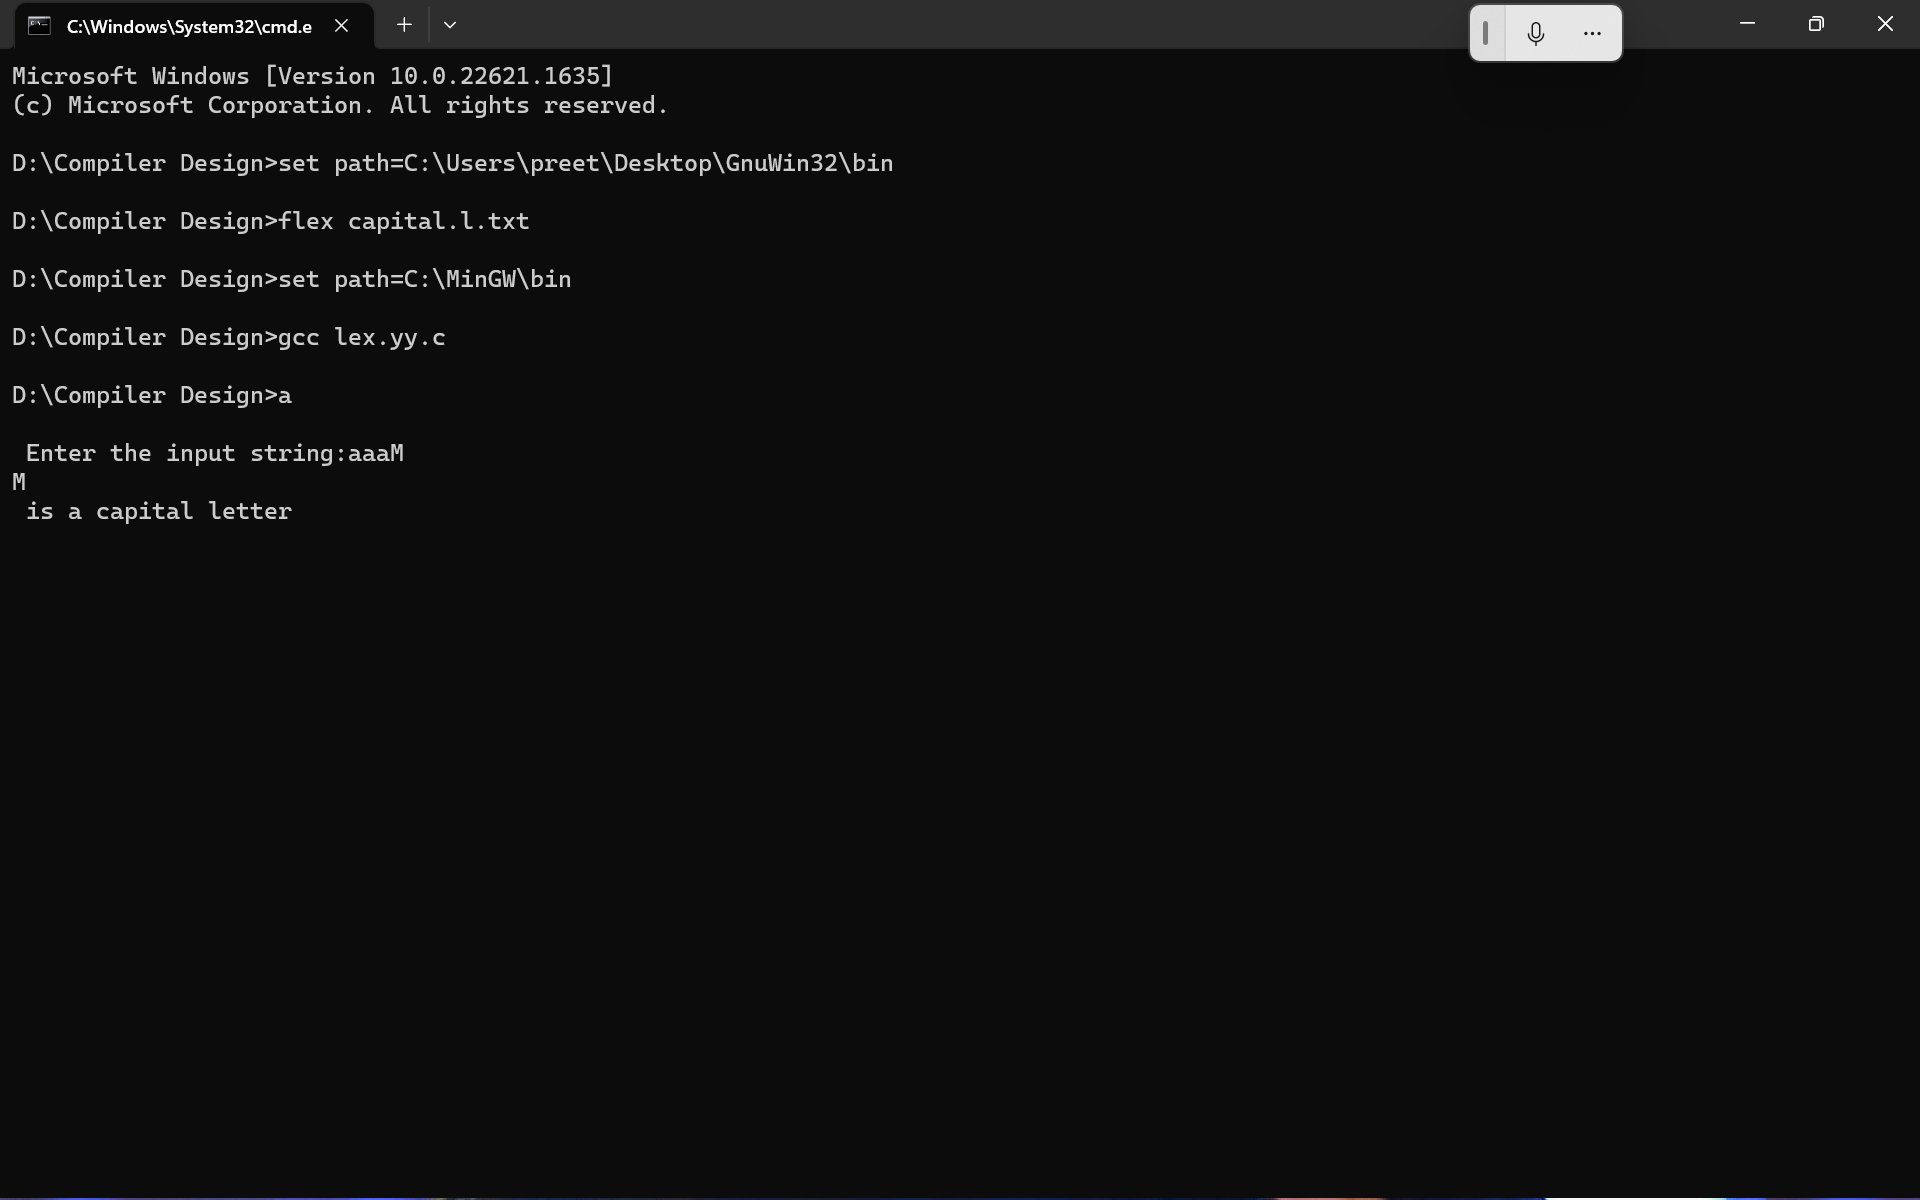 C:\Windows\System32\cmd.e
Microsoft Windows [Version 10.0.22621.1635]
(c) Microsoft Corporation. All rights reserved.
D:\Compiler Design>set path=C:\Users\preet\Desktop\GnuWin32\bin
D:\Compiler Design>flex capital.l.txt
D:\Compiler Design>set path=C:\MinGW\bin
D:\Compiler Design>gcc lex.yy.c
D:\Compiler Design>a
Enter the input string:aaaM
M
is a capital letter